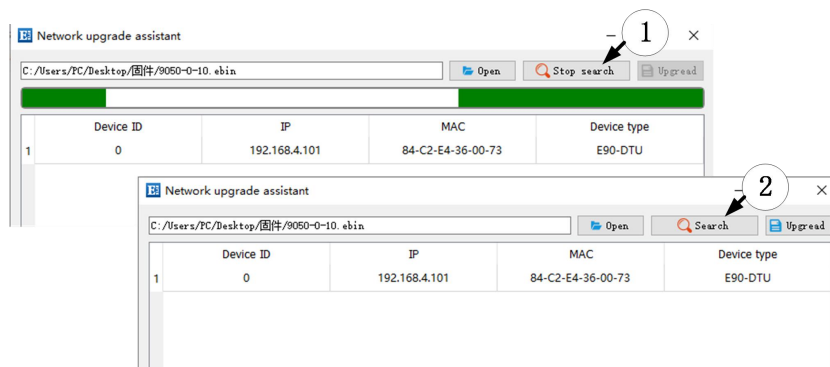 Network upgrade assistant
1
C:/Users/PC/Desktop/固件/9050-0-10.ebin Open Stop search Upgread
Device ID IP MAC Device type
1 0 192.168.4.101 84-C2-E4-36-00-73 E90-DTU
Network upgrade assistant
2
C:/Users/PC/Desktop/固件/9050-0-10.ebin Open Search Upgread
Device ID IP MAC Device type
1 0 192.168.4.101 84-C2-E4-36-00-73 E90-DTU